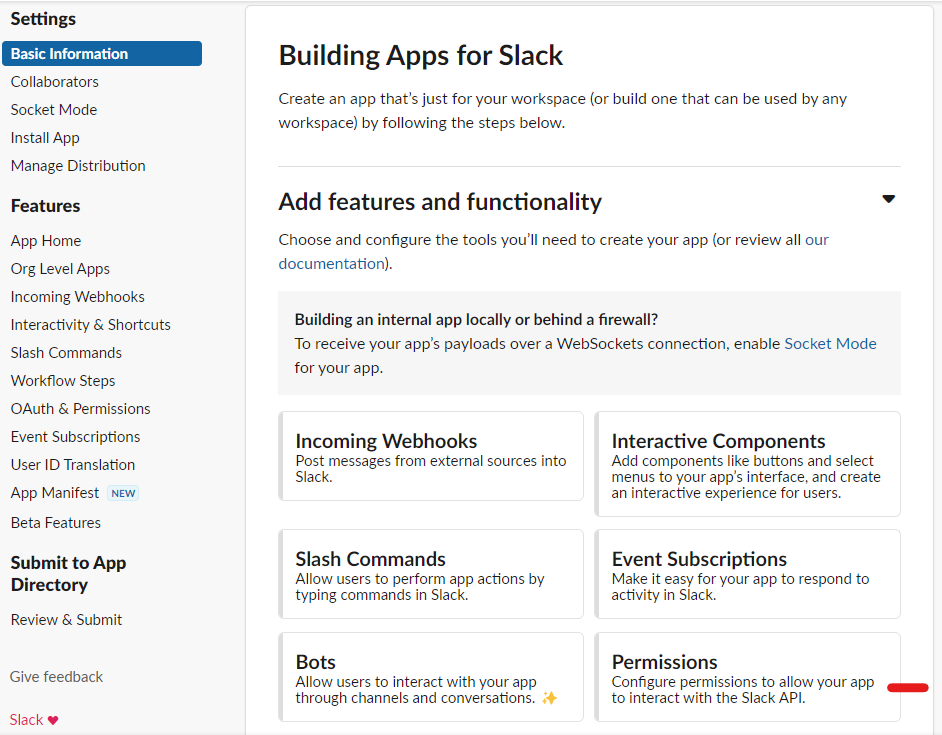 Settings
Basic Information
Collaborators
Socket Mode
Install App
Manage Distribution
Features
App Home
Org Level Apps
Incoming Webhooks
Interactivity & Shortcuts
Slash Commands
Workflow Steps
OAuth & Permissions
Event Subscriptions
User ID Translation
App Manifest NEW
Beta Features
Submit to App
Directory
Review & Submit
Give feedback
Slack ♥
Building Apps for Slack
Create an app that’s just for your workspace (or build one that can be used by any
workspace) by following the steps below.
Add features and functionality
Choose and configure the tools you’ll need to create your app (or review all our
documentation).
Building an internal app locally or behind a firewall?
To receive your app’s payloads over a WebSockets connection, enable Socket Mode
for your app.
Incoming Webhooks
Post messages from external sources into
Slack.
Interactive Components
Add components like buttons and select
menus to your app’s interface, and create
an interactive experience for users.
Slash Commands
Allow users to perform app actions by
typing commands in Slack.
Event Subscriptions
Make it easy for your app to respond to
activity in Slack.
Bots
Allow users to interact with your app
through channels and conversations. ✨
Permissions
Configure permissions to allow your app
to interact with the Slack API.